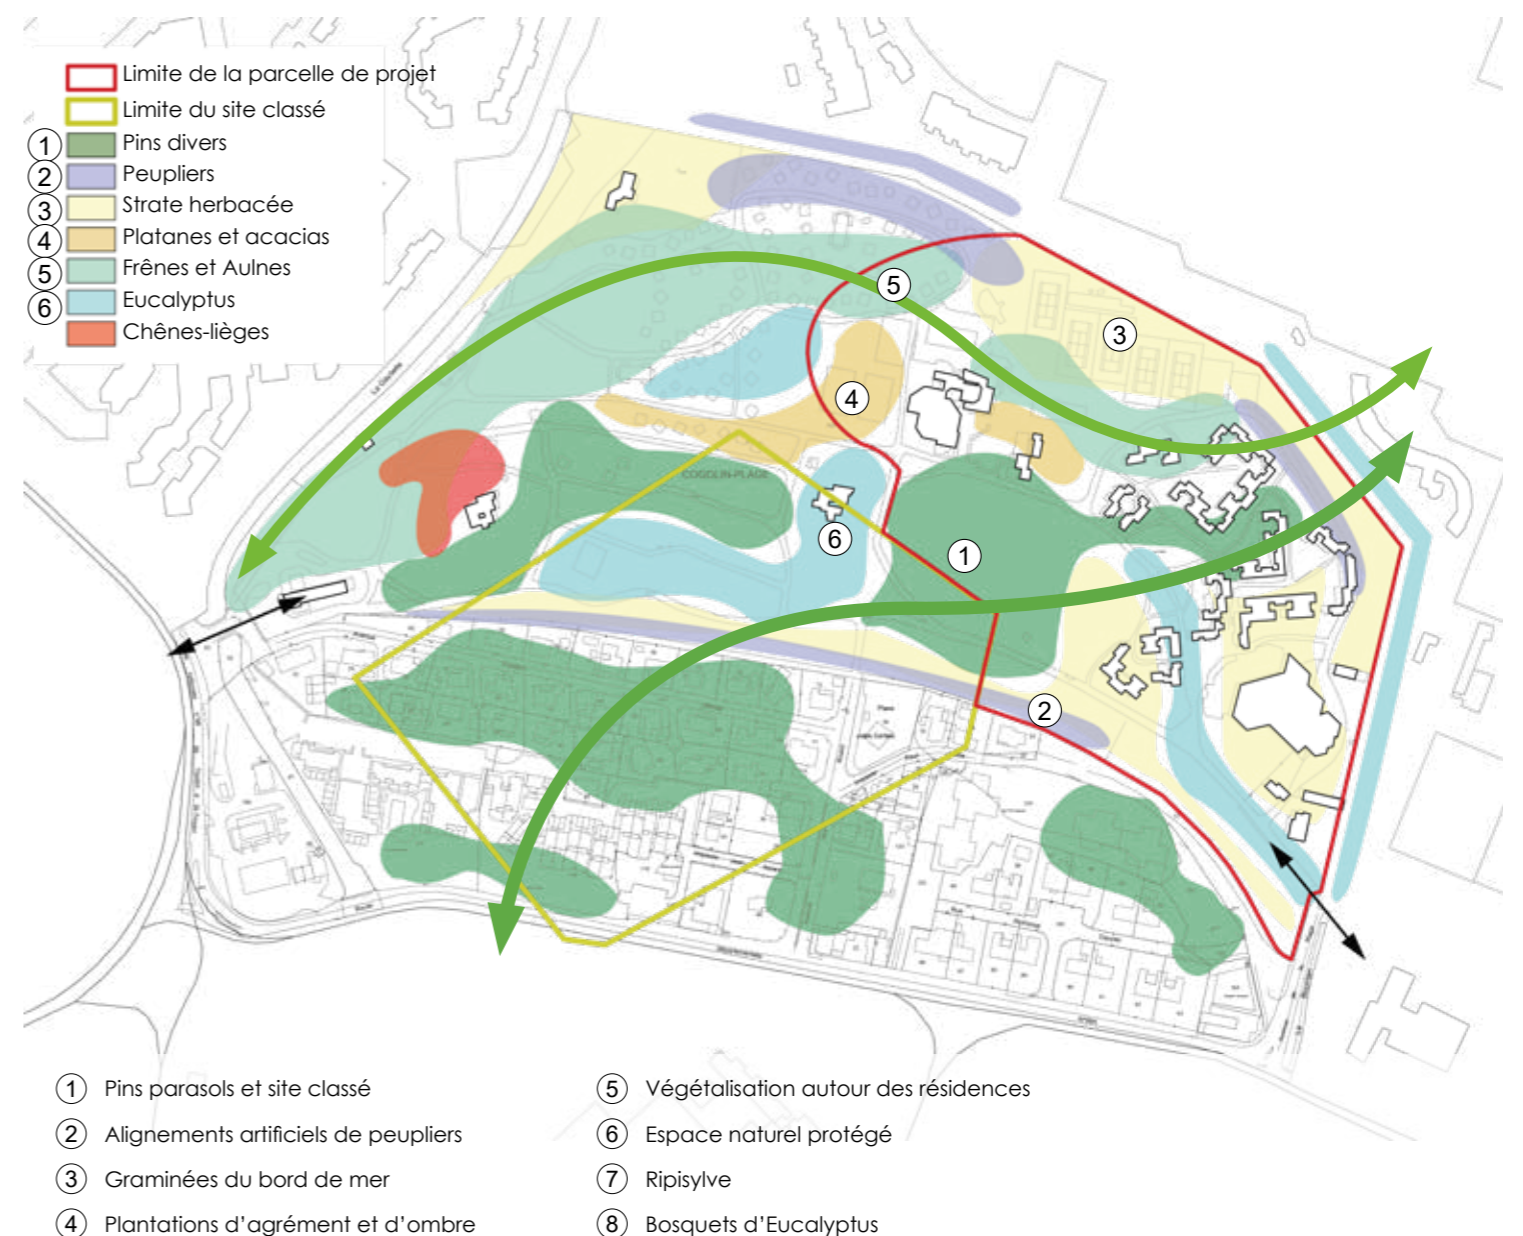 Limite de la parcelle de projet
Limite du site classé
1 Pins divers
2 Peupliers
3 Strate herbacée
4 Platanes et acacias
5 Frênes et Aulnes
6 Eucalyptus
Chênes-lièges
5
3
4
COGOLIN-PLAGE
6
1
2
1 Pins parasols et site classé
2 Alignements artificiels de peupliers
3 Graminées du bord de mer
4 Plantations d’agrément et d’ombre
5 Végétalisation autour des résidences
6 Espace naturel protégé
7 Ripisylve
8 Bosquets d’Eucalyptus